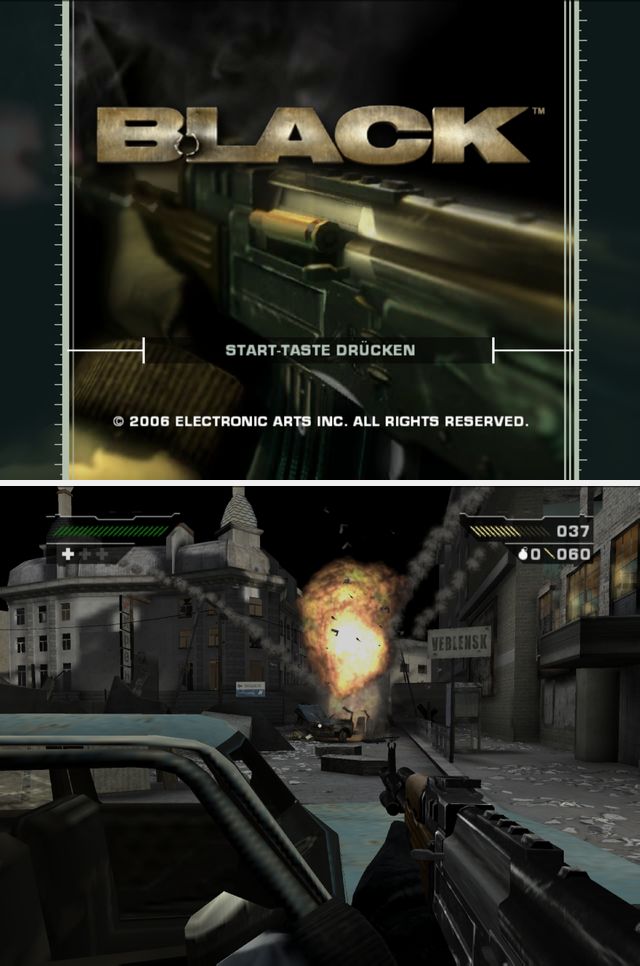 BLACK™
START-TASTE DRÜCKEN
© 2006 ELECTRONIC ARTS INC. ALL RIGHTS RESERVED.
037
0 060
VEBLENSK